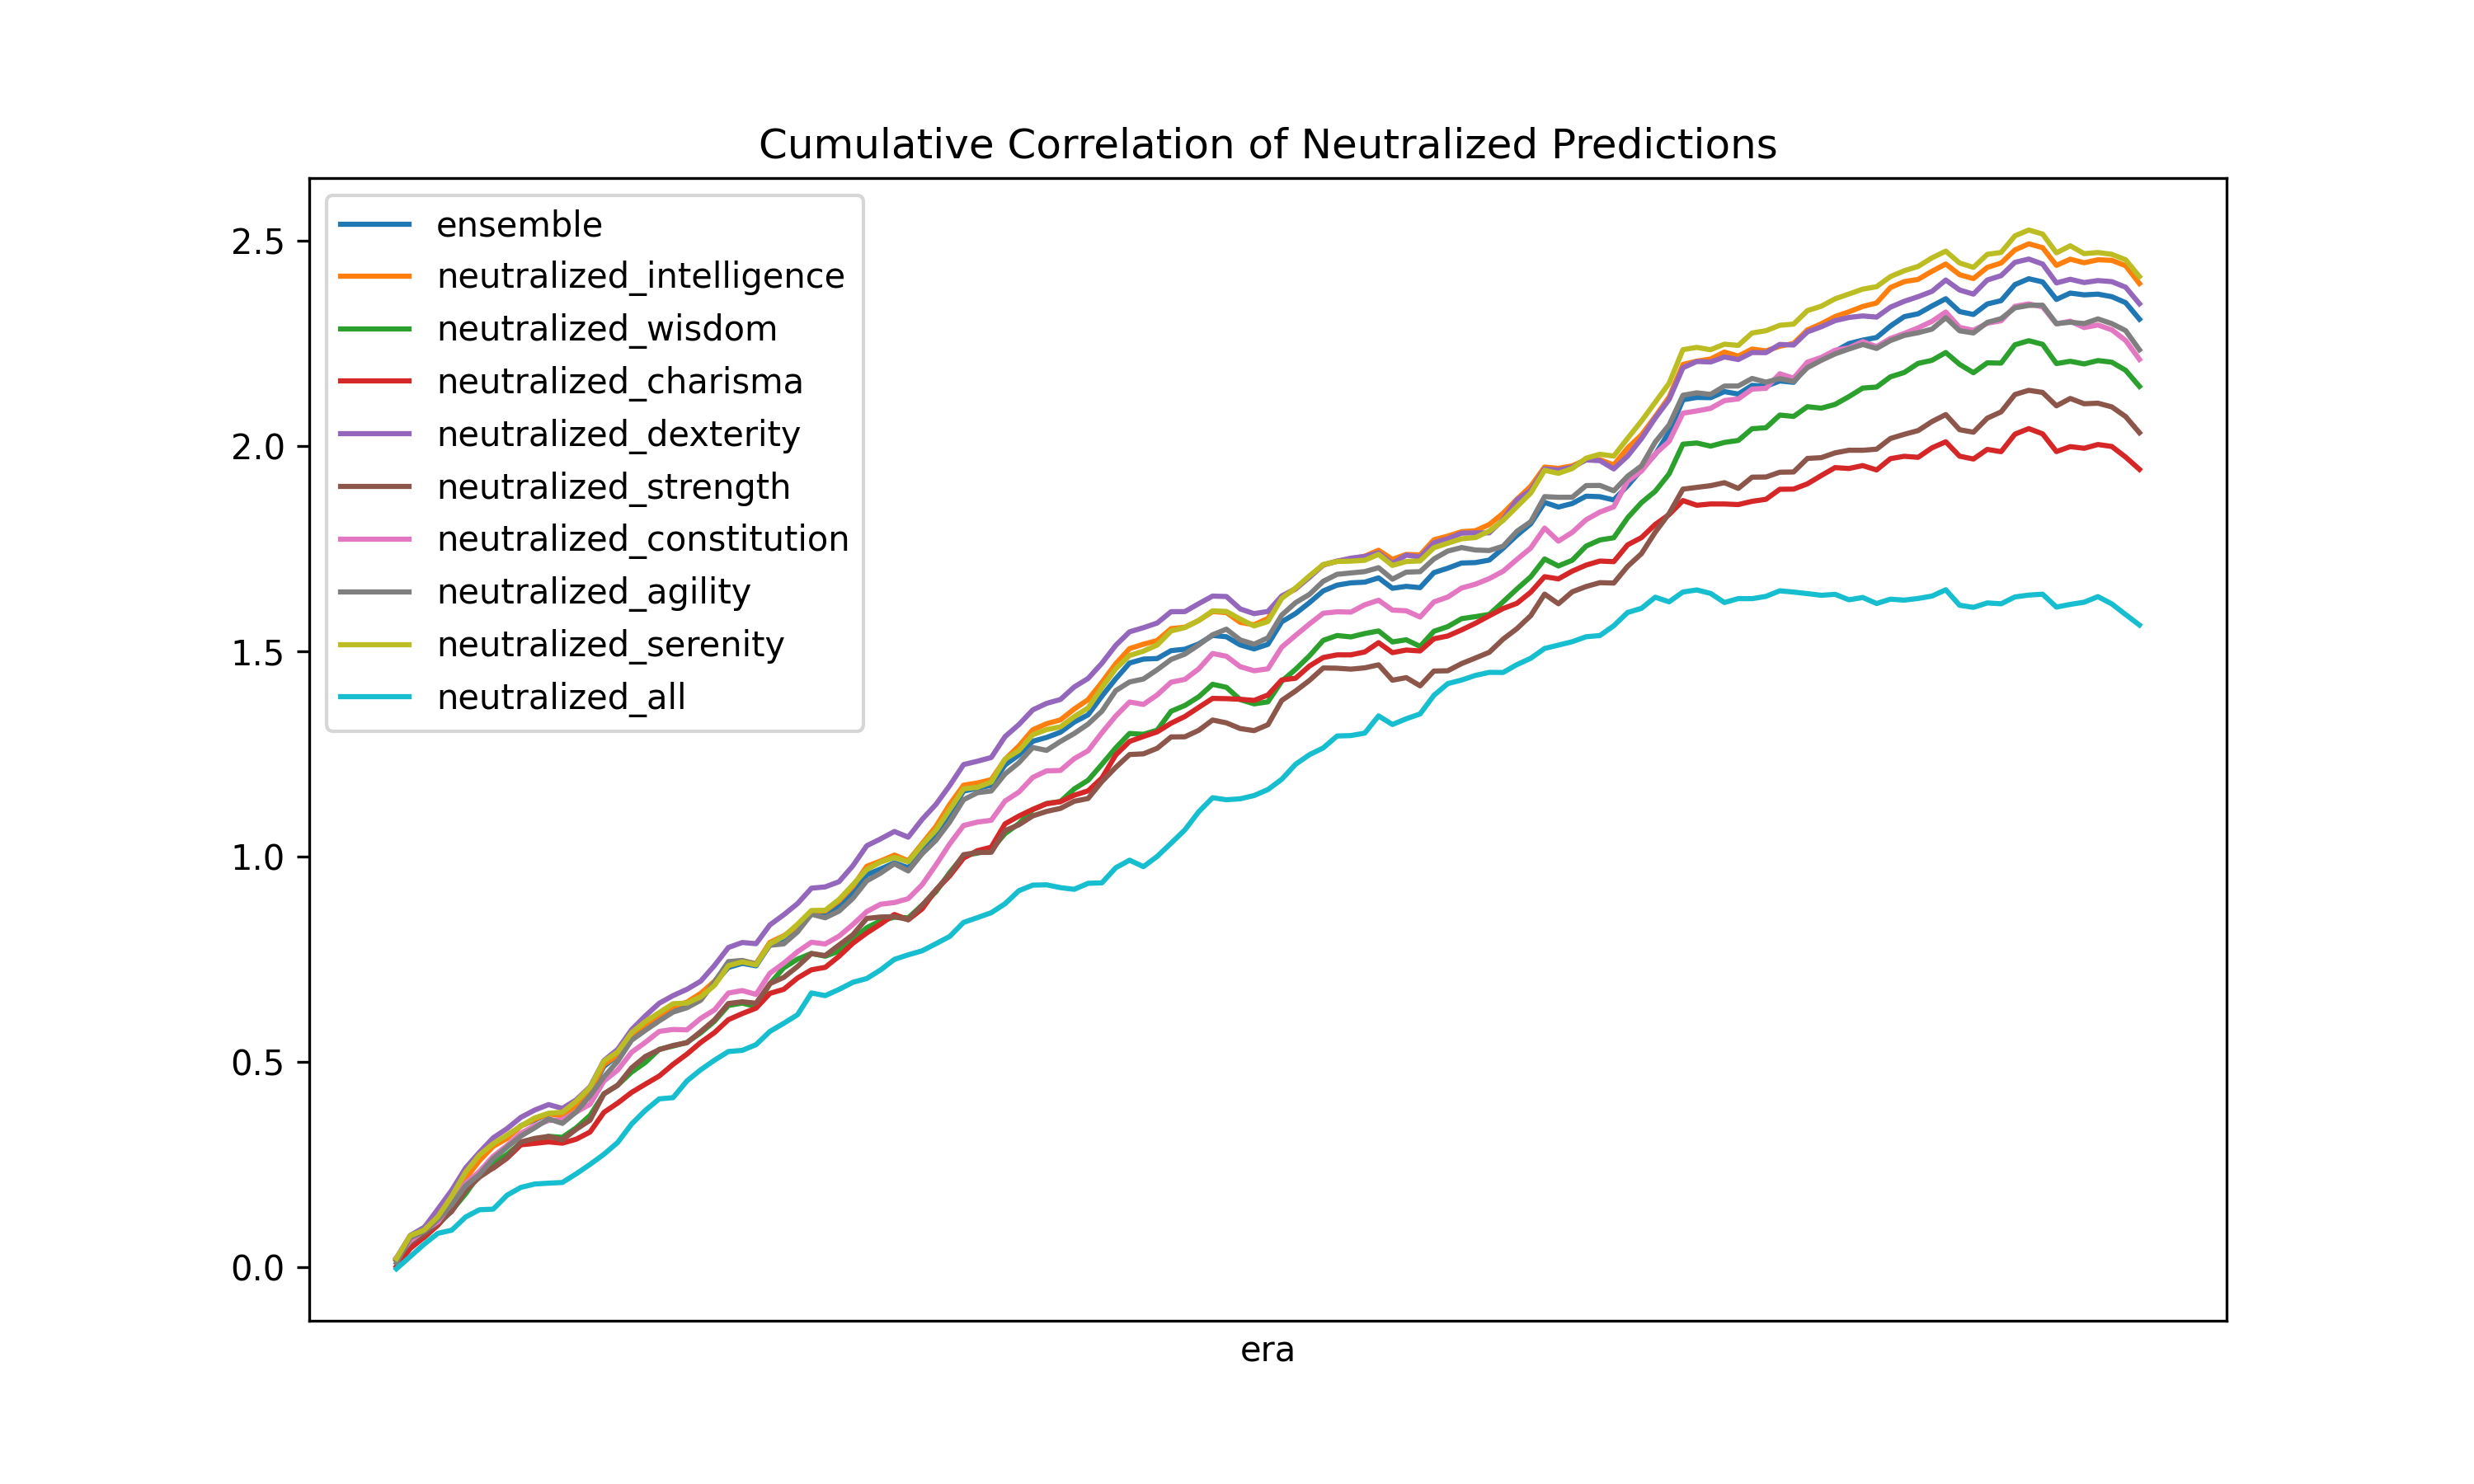 Cumulative Correlation of Neutralized Predictions
ensemble
neutralized_intelligence
neutralized_wisdom
neutralized_charisma
neutralized_dexterity
neutralized_strength
neutralized_constitution
neutralized_agility
neutralized_serenity
neutralized_all
2.5
2.0
1.5
1.0
0.5
0.0
era